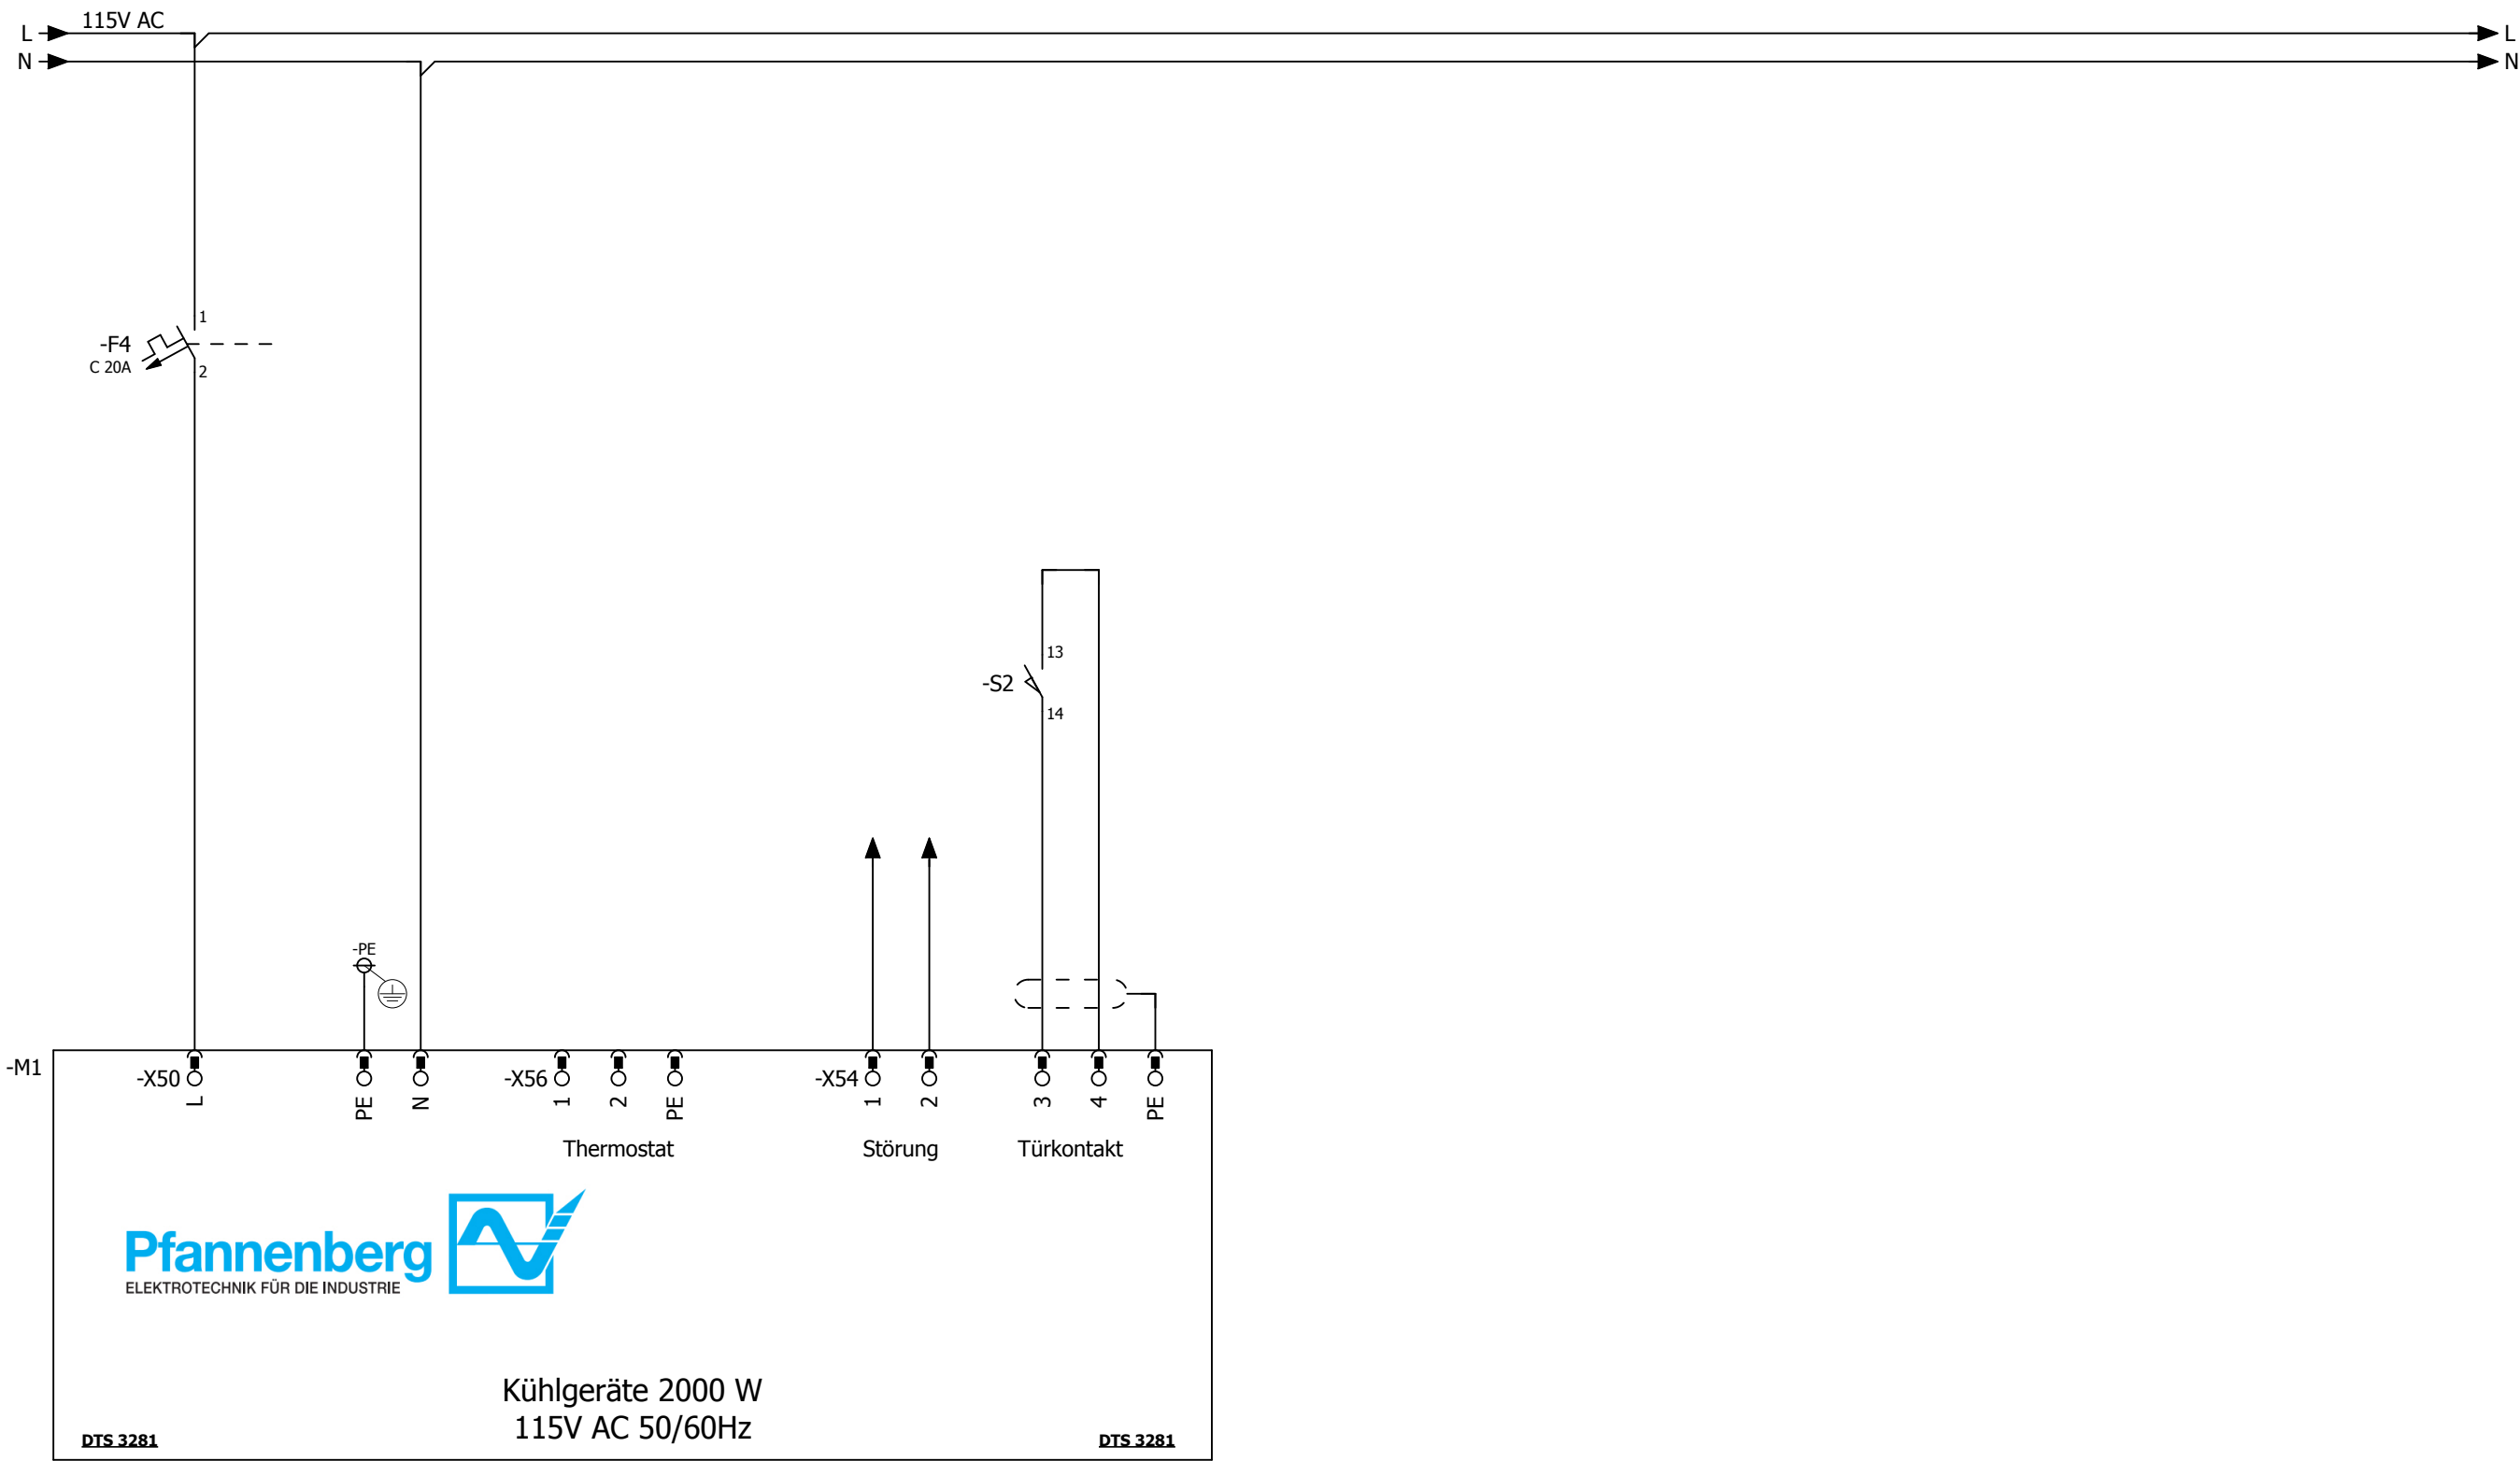 115V AC
L
L
N
N
1
-F4
C 20A
2
13
-S2
14
-PE
-M1
-X50
L
PE
N
-X56
1
2
PE
-X54
1
2
3
4
PE
Thermostat
Störung
Türkontakt
Pfannenberg
ELEKTROTECHNIK FÜR DIE INDUSTRIE
Kühlgeräte 2000 W
115V AC 50/60Hz
DTS 3281
DTS 3281